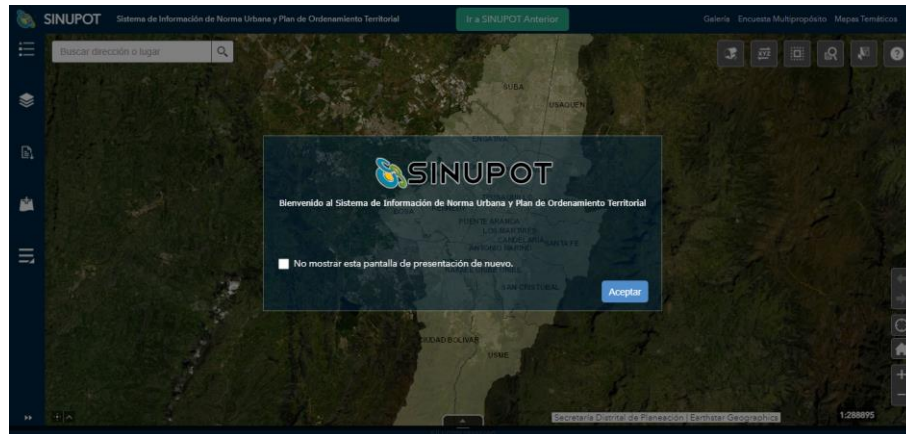 SINUPOT
Sistema de Información de Norma Urbana y Plan de Ordenamiento Territorial
Ir a SINUPOT Anterior
Galería Encuesta Multipropósito Mapas Temáticos
Buscar dirección o lugar
XYZ
?
SUBA
USAQUEN
SINUPOT
Bienvenido al Sistema de Información de Norma Urbana y Plan de Ordenamiento Territorial
PUENTE ARANDA
LOS MARTIRES
SANTA FE
No mostrar esta pantalla de presentación de nuevo.
SAN CRISTOBAL
Aceptar
CIUDAD BOLIVAR
USME
Secretaría Distrital de Planeación | Earthstar Geographics
1:288895